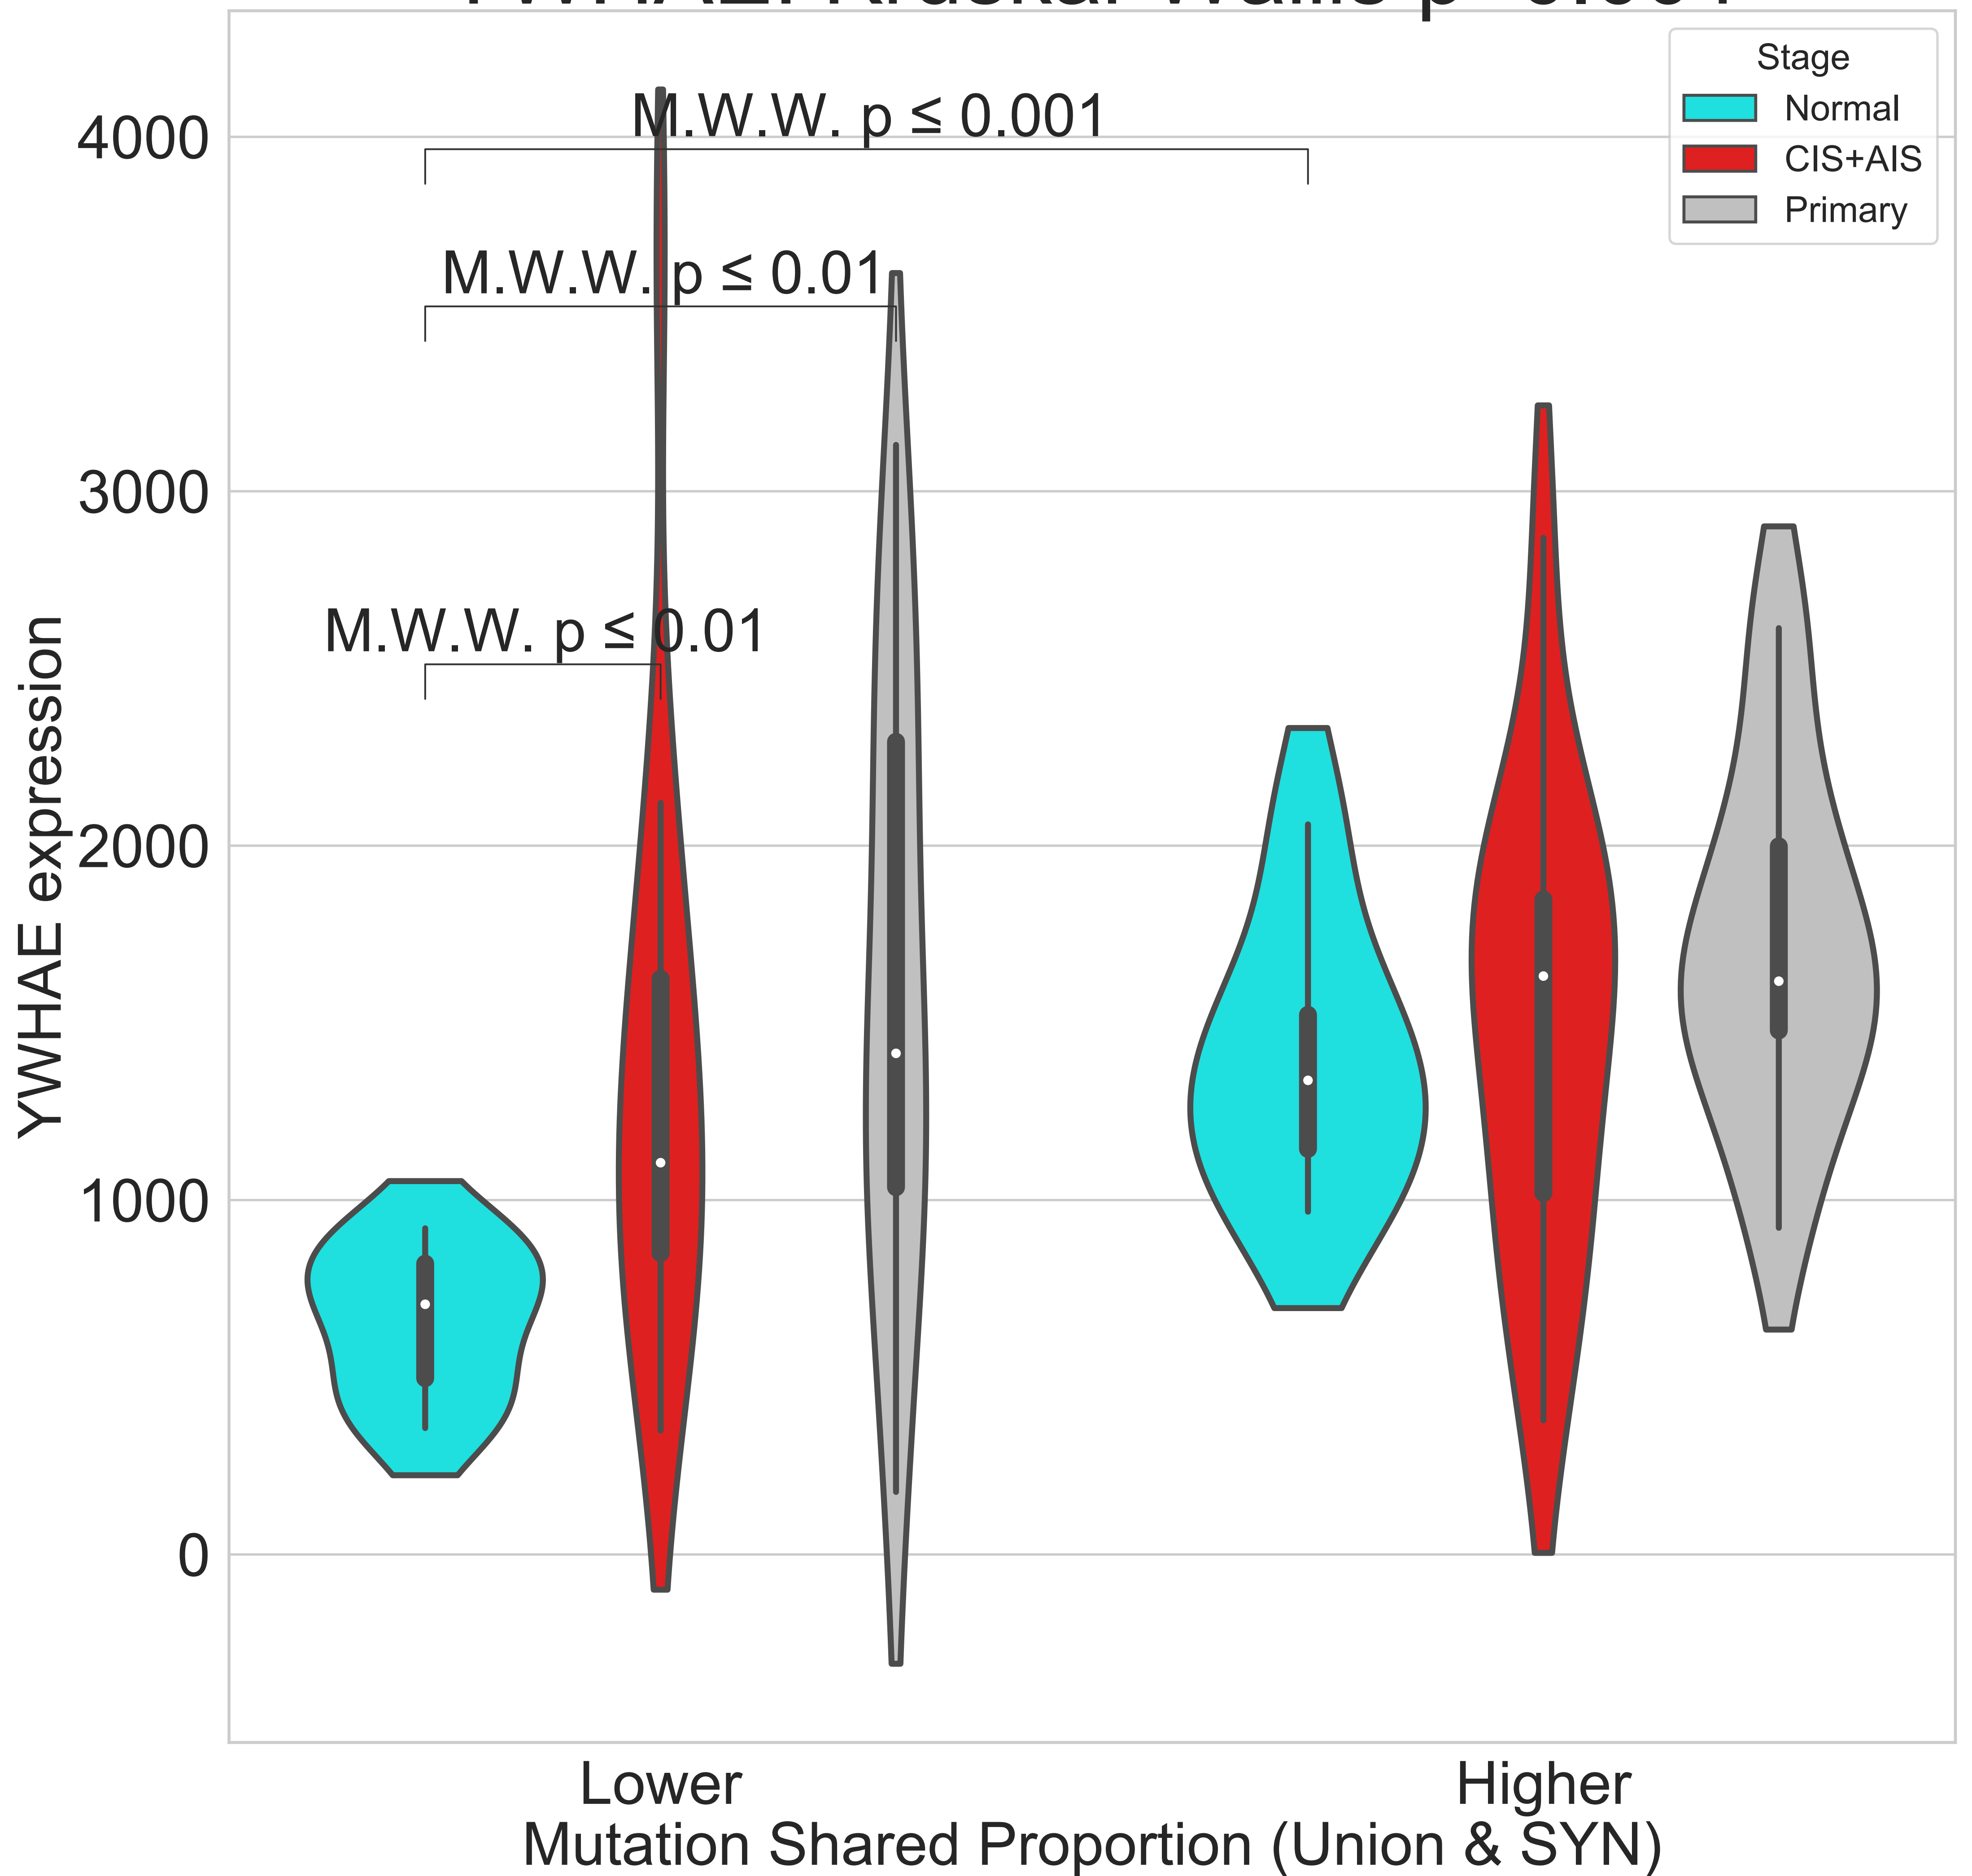 Stage
Normal
CIS+AIS
Primary
M.W.W. p ≤ 0.001
M.W.W. p ≤ 0.01
M.W.W. p ≤ 0.01
4000
3000
2000
1000
0
YWHAE expression
Lower
Higher
Mutation Shared Proportion (Union & SYN)